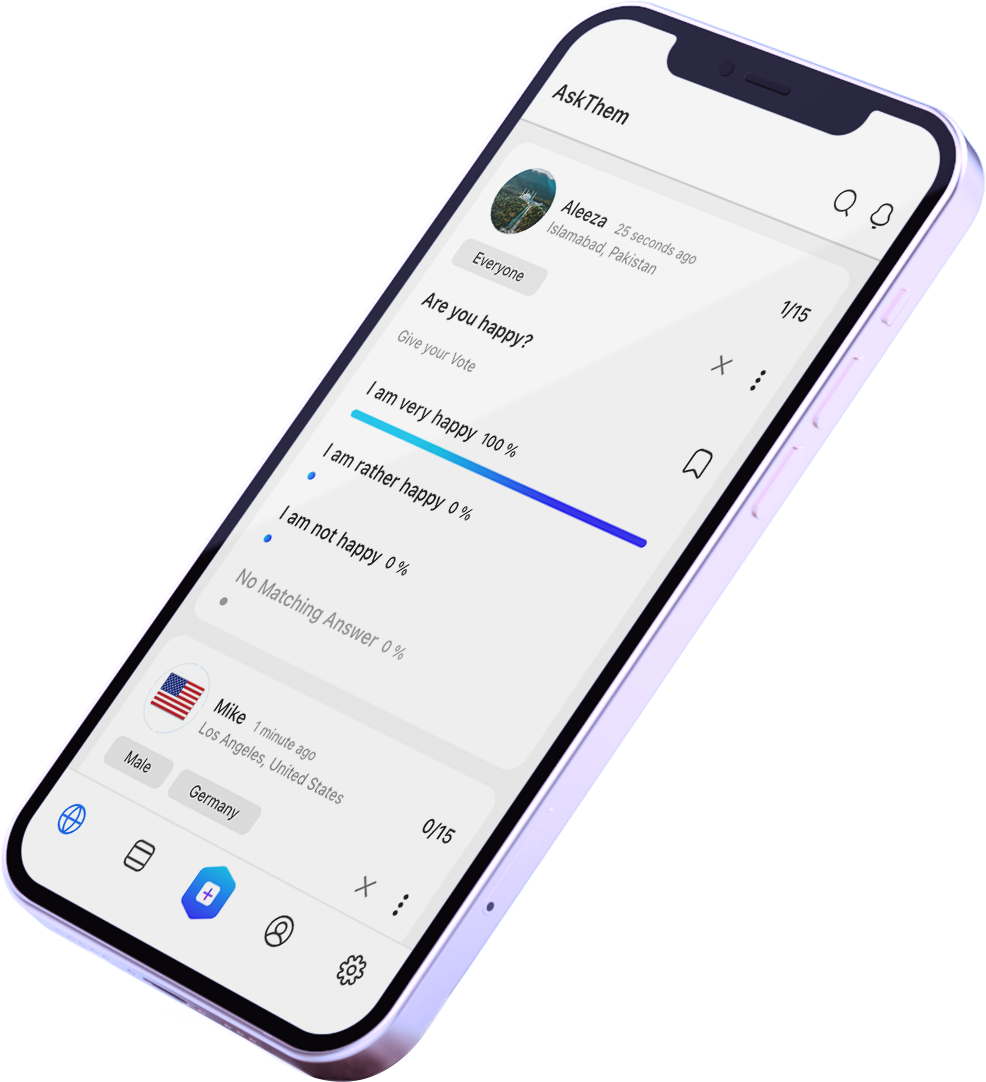 AskThem
Aleeza 25 seconds ago
Islamabad, Pakistan
Everyone
1/15
Are you happy?
Give your Vote
I am very happy 100 %
I am rather happy 0 %
I am not happy 0 %
No Matching Answer 0 %
Mike 1 minute ago
Los Angeles, United States
Male Germany
0/15